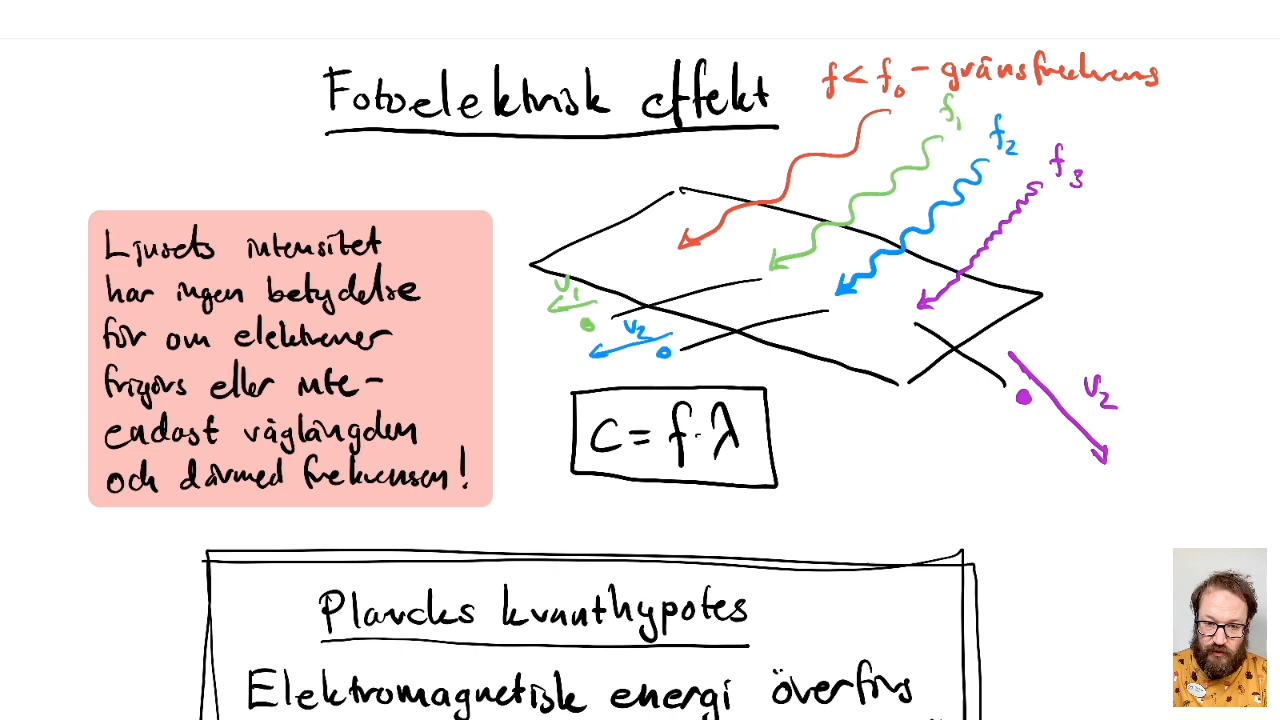 Fotoelektrisk effekt
f < f₀ - gränsfrekvens
f₁
f₂
f₃
Ljusets intensitet
har ingen betydelse
för om elektroner
frigörs eller inte -
endast våglängden
och därmed frekvensen!
v₁
v₂
v₂
c = f · λ
Plancks kvanthypotes
Elektromagnetisk energi överförs